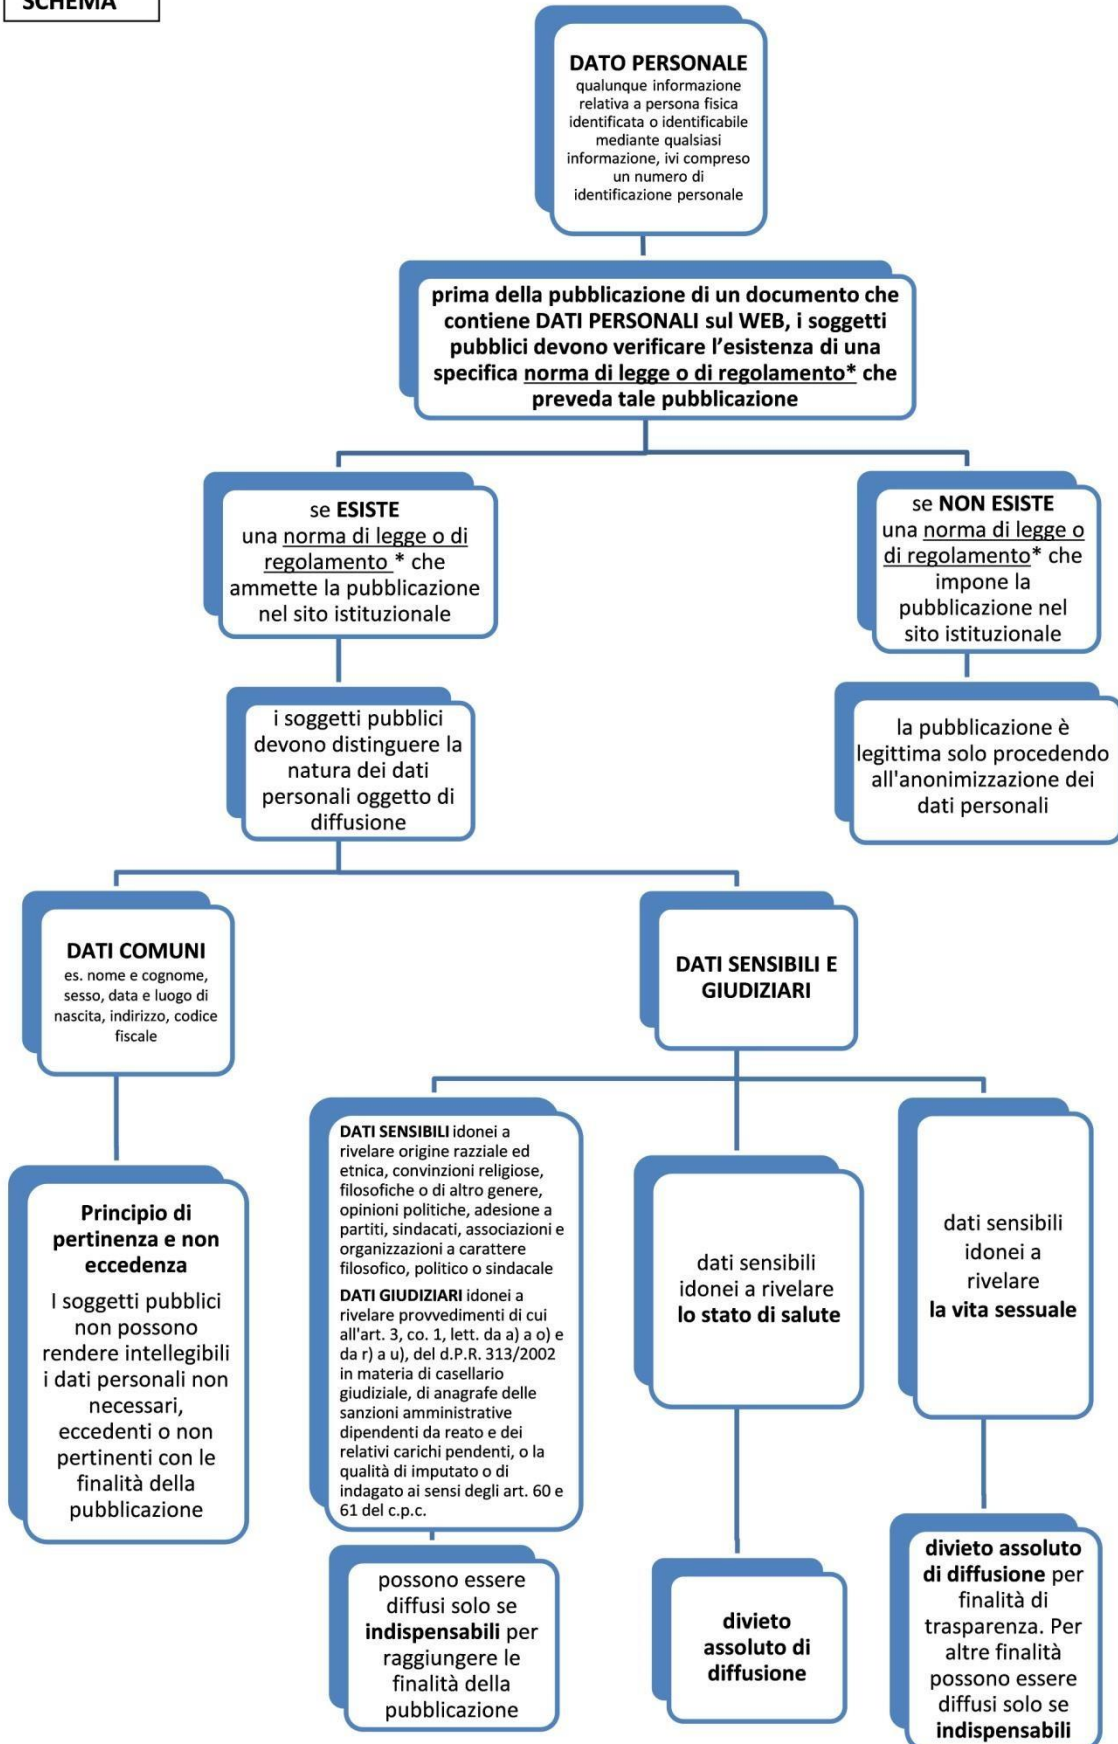 SCHEMA
DATO PERSONALE
qualunque informazione
relativa a persona fisica
identificata o identificabile
mediante qualsiasi
informazione, ivi compreso
un numero di
identificazione personale
prima della pubblicazione di un documento che
contiene DATI PERSONALI sul WEB, i soggetti
pubblici devono verificare l'esistenza di una
specifica norma di legge o di regolamento* che
preveda tale pubblicazione
se ESISTE
una norma di legge o di
regolamento * che
ammette la pubblicazione
nel sito istituzionale
se NON ESISTE
una norma di legge o
di regolamento* che
impone la
pubblicazione nel
sito istituzionale
i soggetti pubblici
devono distinguere la
natura dei dati
personali oggetto di
diffusione
la pubblicazione è
legittima solo procedendo
all'anonimizzazione dei
dati personali
DATI COMUNI
es. nome e cognome,
sesso, data e luogo di
nascita, indirizzo, codice
fiscale
DATI SENSIBILI E
GIUDIZIARI
Principio di
pertinenza e non
eccedenza
I soggetti pubblici
non possono
rendere intellegibili
i dati personali non
necessari,
eccedenti o non
pertinenti con le
finalità della
pubblicazione
DATI SENSIBILI idonei a
rivelare origine razziale ed
etnica, convinzioni religiose,
filosofiche o di altro genere,
opinioni politiche, adesione a
partiti, sindacati, associazioni e
organizzazioni a carattere
filosofico, politico o sindacale
DATI GIUDIZIARI idonei a
rivelare provvedimenti di cui
all'art. 3, co. 1, lett. da a) a o) e
da r) a u), del d.P.R. 313/2002
in materia di casellario
giudiziale, di anagrafe delle
sanzioni amministrative
dipendenti da reato e dei
relativi carichi pendenti, o la
qualità di imputato o di
indagato ai sensi degli art. 60 e
61 del c.p.c.
dati sensibili
idonei a rivelare
lo stato di salute
dati sensibili
idonei a
rivelare
la vita sessuale
possono essere
diffusi solo se
indispensabili per
raggiungere le
finalità della
pubblicazione
divieto
assoluto di
diffusione
divieto assoluto
di diffusione per
finalità di
trasparenza. Per
altre finalità
possono essere
diffusi solo se
indispensabili